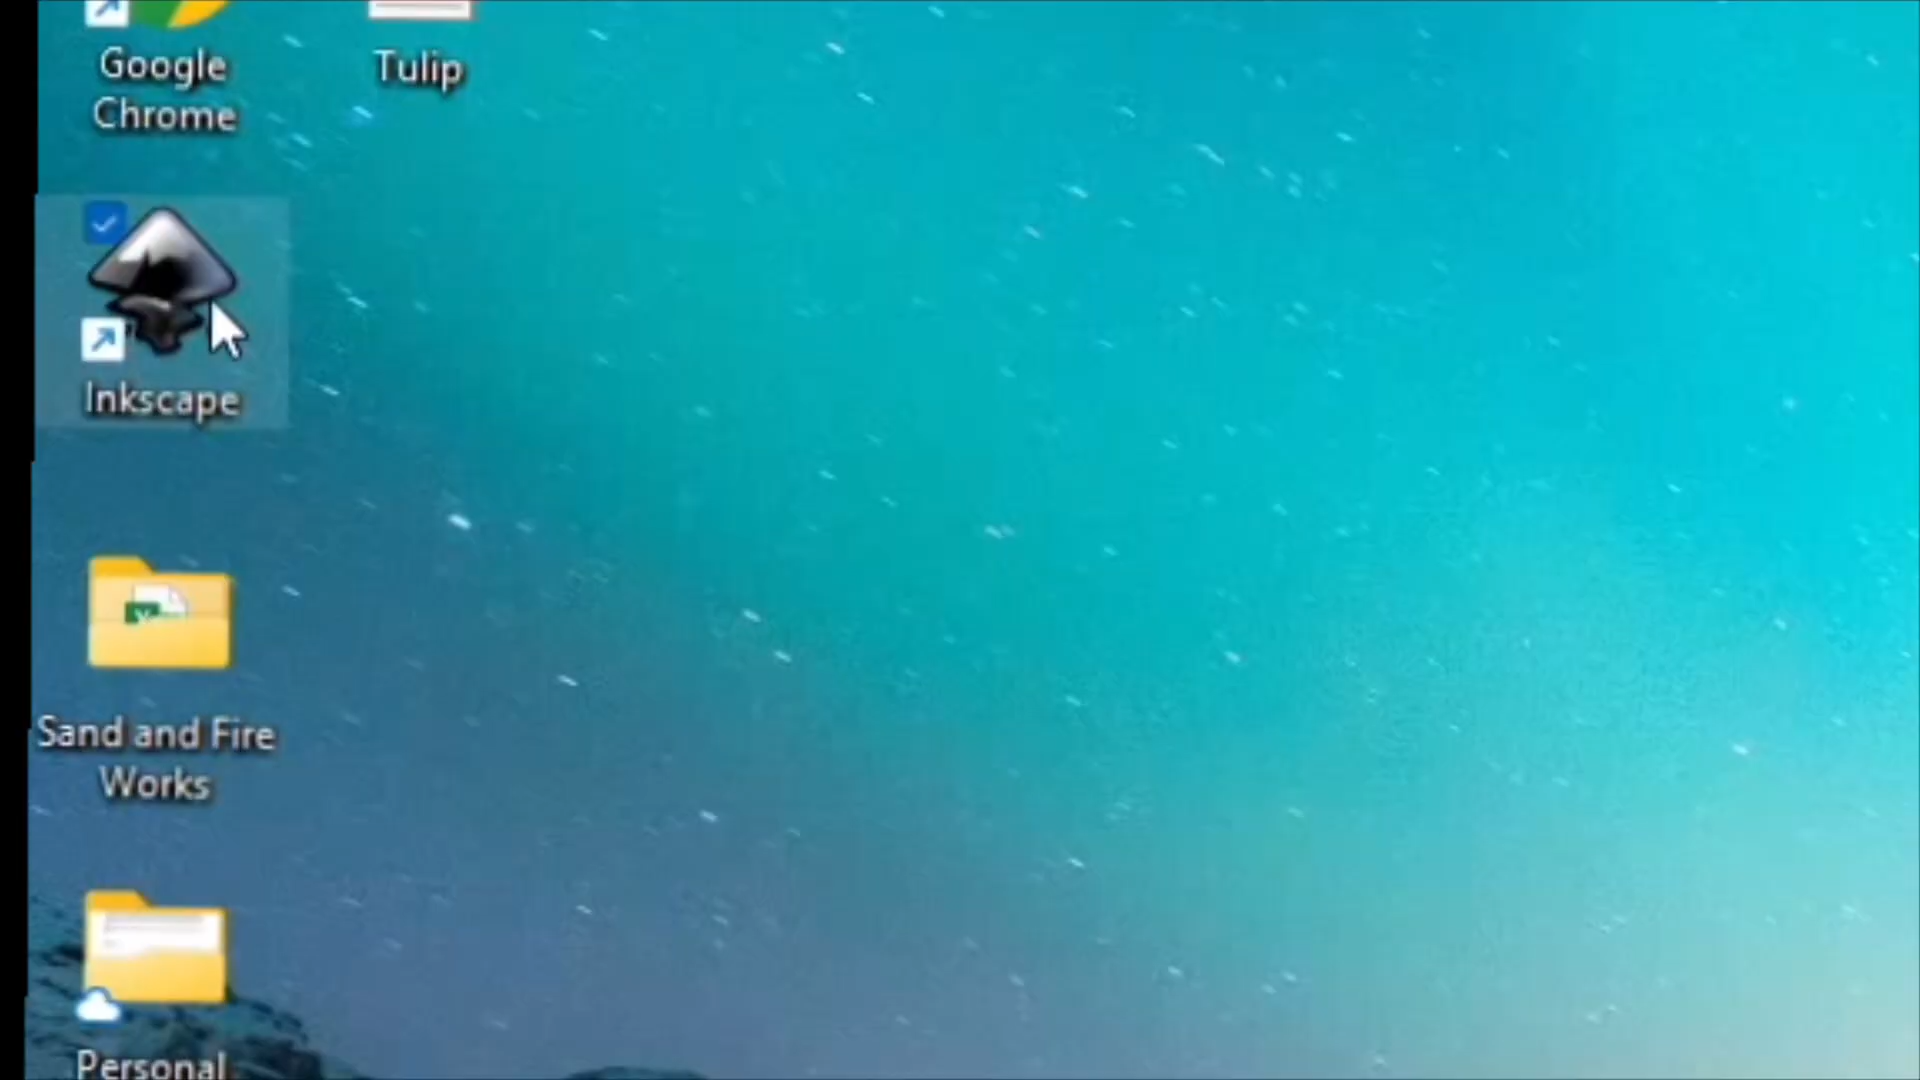 Google
Chrome
Tulip
Inkscape
Sand and Fire
Works
Personal